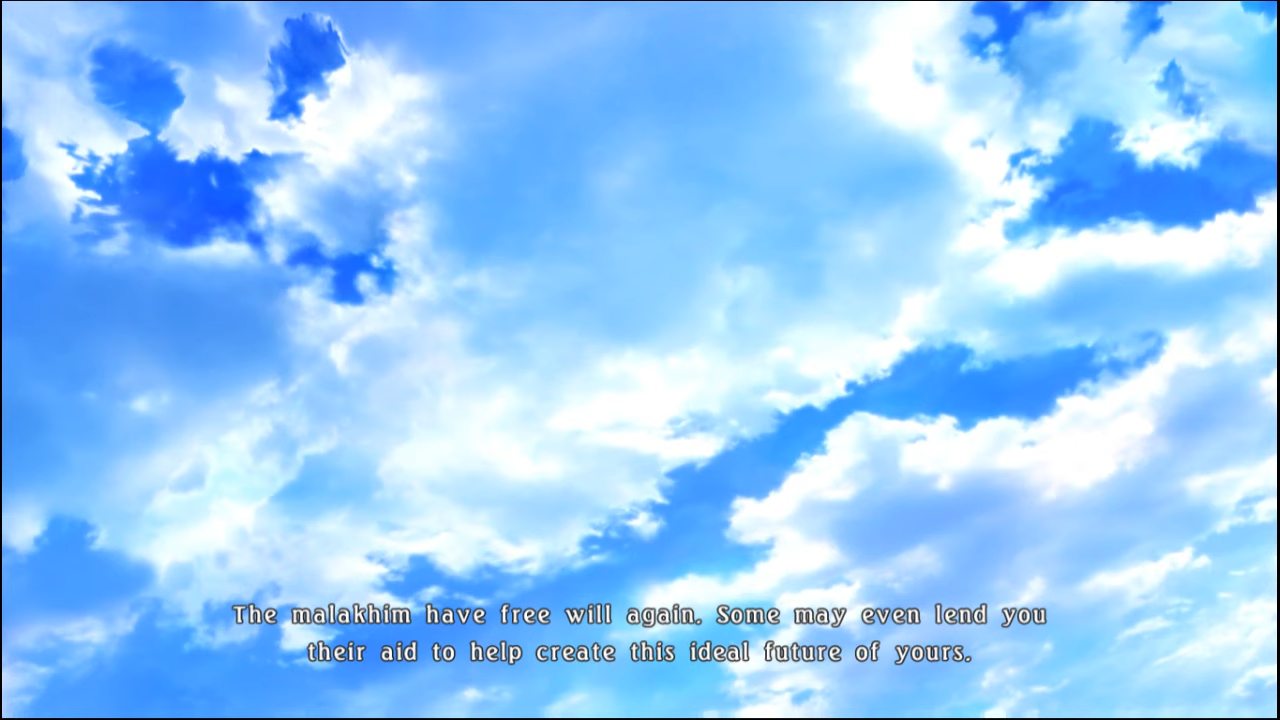 The malakhim have free will again. Some may even lend you
their aid to help create this ideal future of yours.